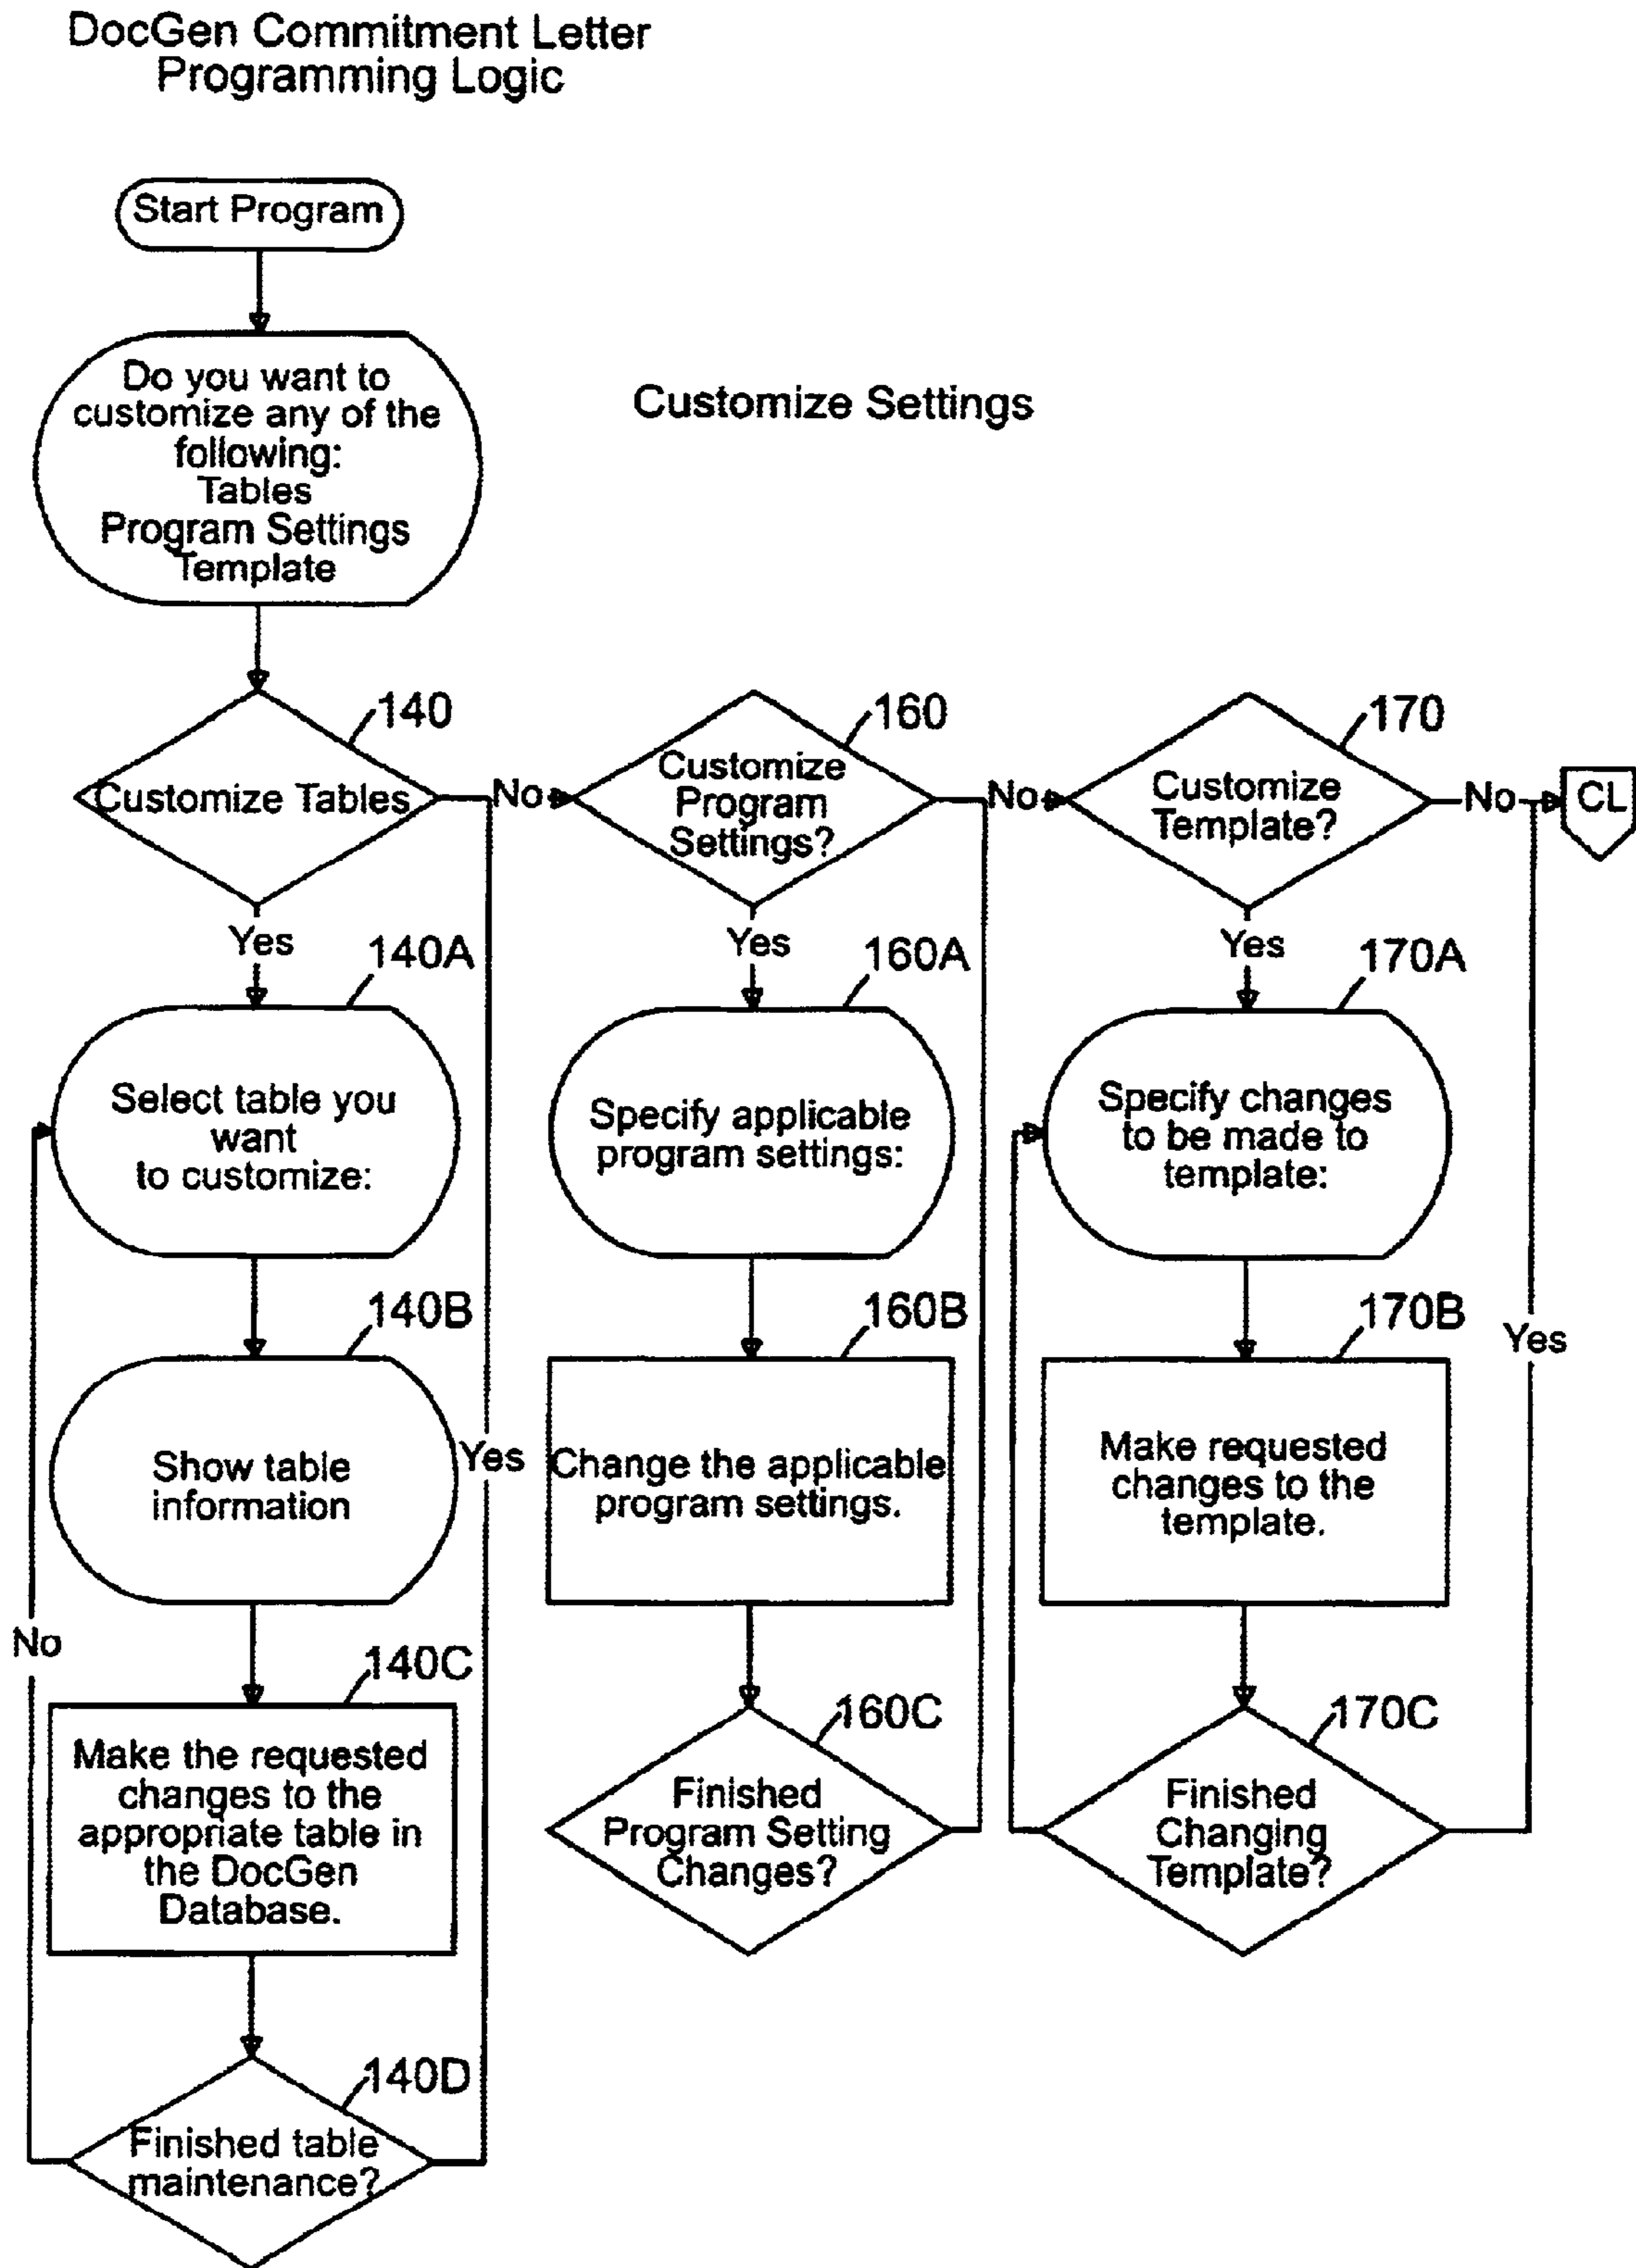 DocGen Commitment Letter
Programming Logic
Start Program
Do you want to
customize any of the
following:
Tables
Program Settings
Template
Customize Settings
140
Customize Tables
No
Yes
140A
Select table you
want
to customize:
140B
Show table
information
Yes
No
140C
Make the requested
changes to the
appropriate table in
the DocGen
Database.
140D
Finished table
maintenance?
160
Customize
Program
Settings?
No
Yes
160A
Specify applicable
program settings:
160B
Change the applicable
program settings.
160C
Finished
Program Setting
Changes?
170
Customize
Template?
No
CL
Yes
170A
Specify changes
to be made to
template:
170B
Yes
Make requested
changes to the
template.
170C
Finished
Changing
Template?